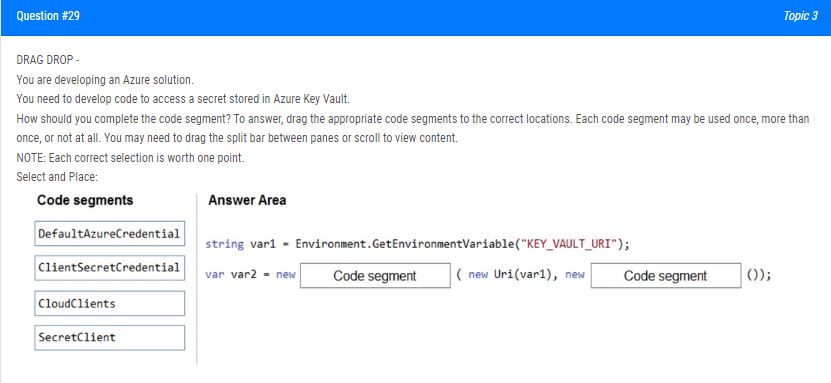 Question #29 Topic 3
DRAG DROP -
You are developing an Azure solution.
You need to develop code to access a secret stored in Azure Key Vault.
How should you complete the code segment? To answer, drag the appropriate code segments to the correct locations. Each code segment may be used once, more than
once, or not at all. You may need to drag the split bar between panes or scroll to view content.
NOTE: Each correct selection is worth one point.
Select and Place:
Code segments
DefaultAzureCredential
ClientSecretCredential
CloudClients
SecretClient
Answer Area
string var1 = Environment.GetEnvironmentVariable("KEY_VAULT_URI");
var var2 = new Code segment ( new Uri(var1), new Code segment ());